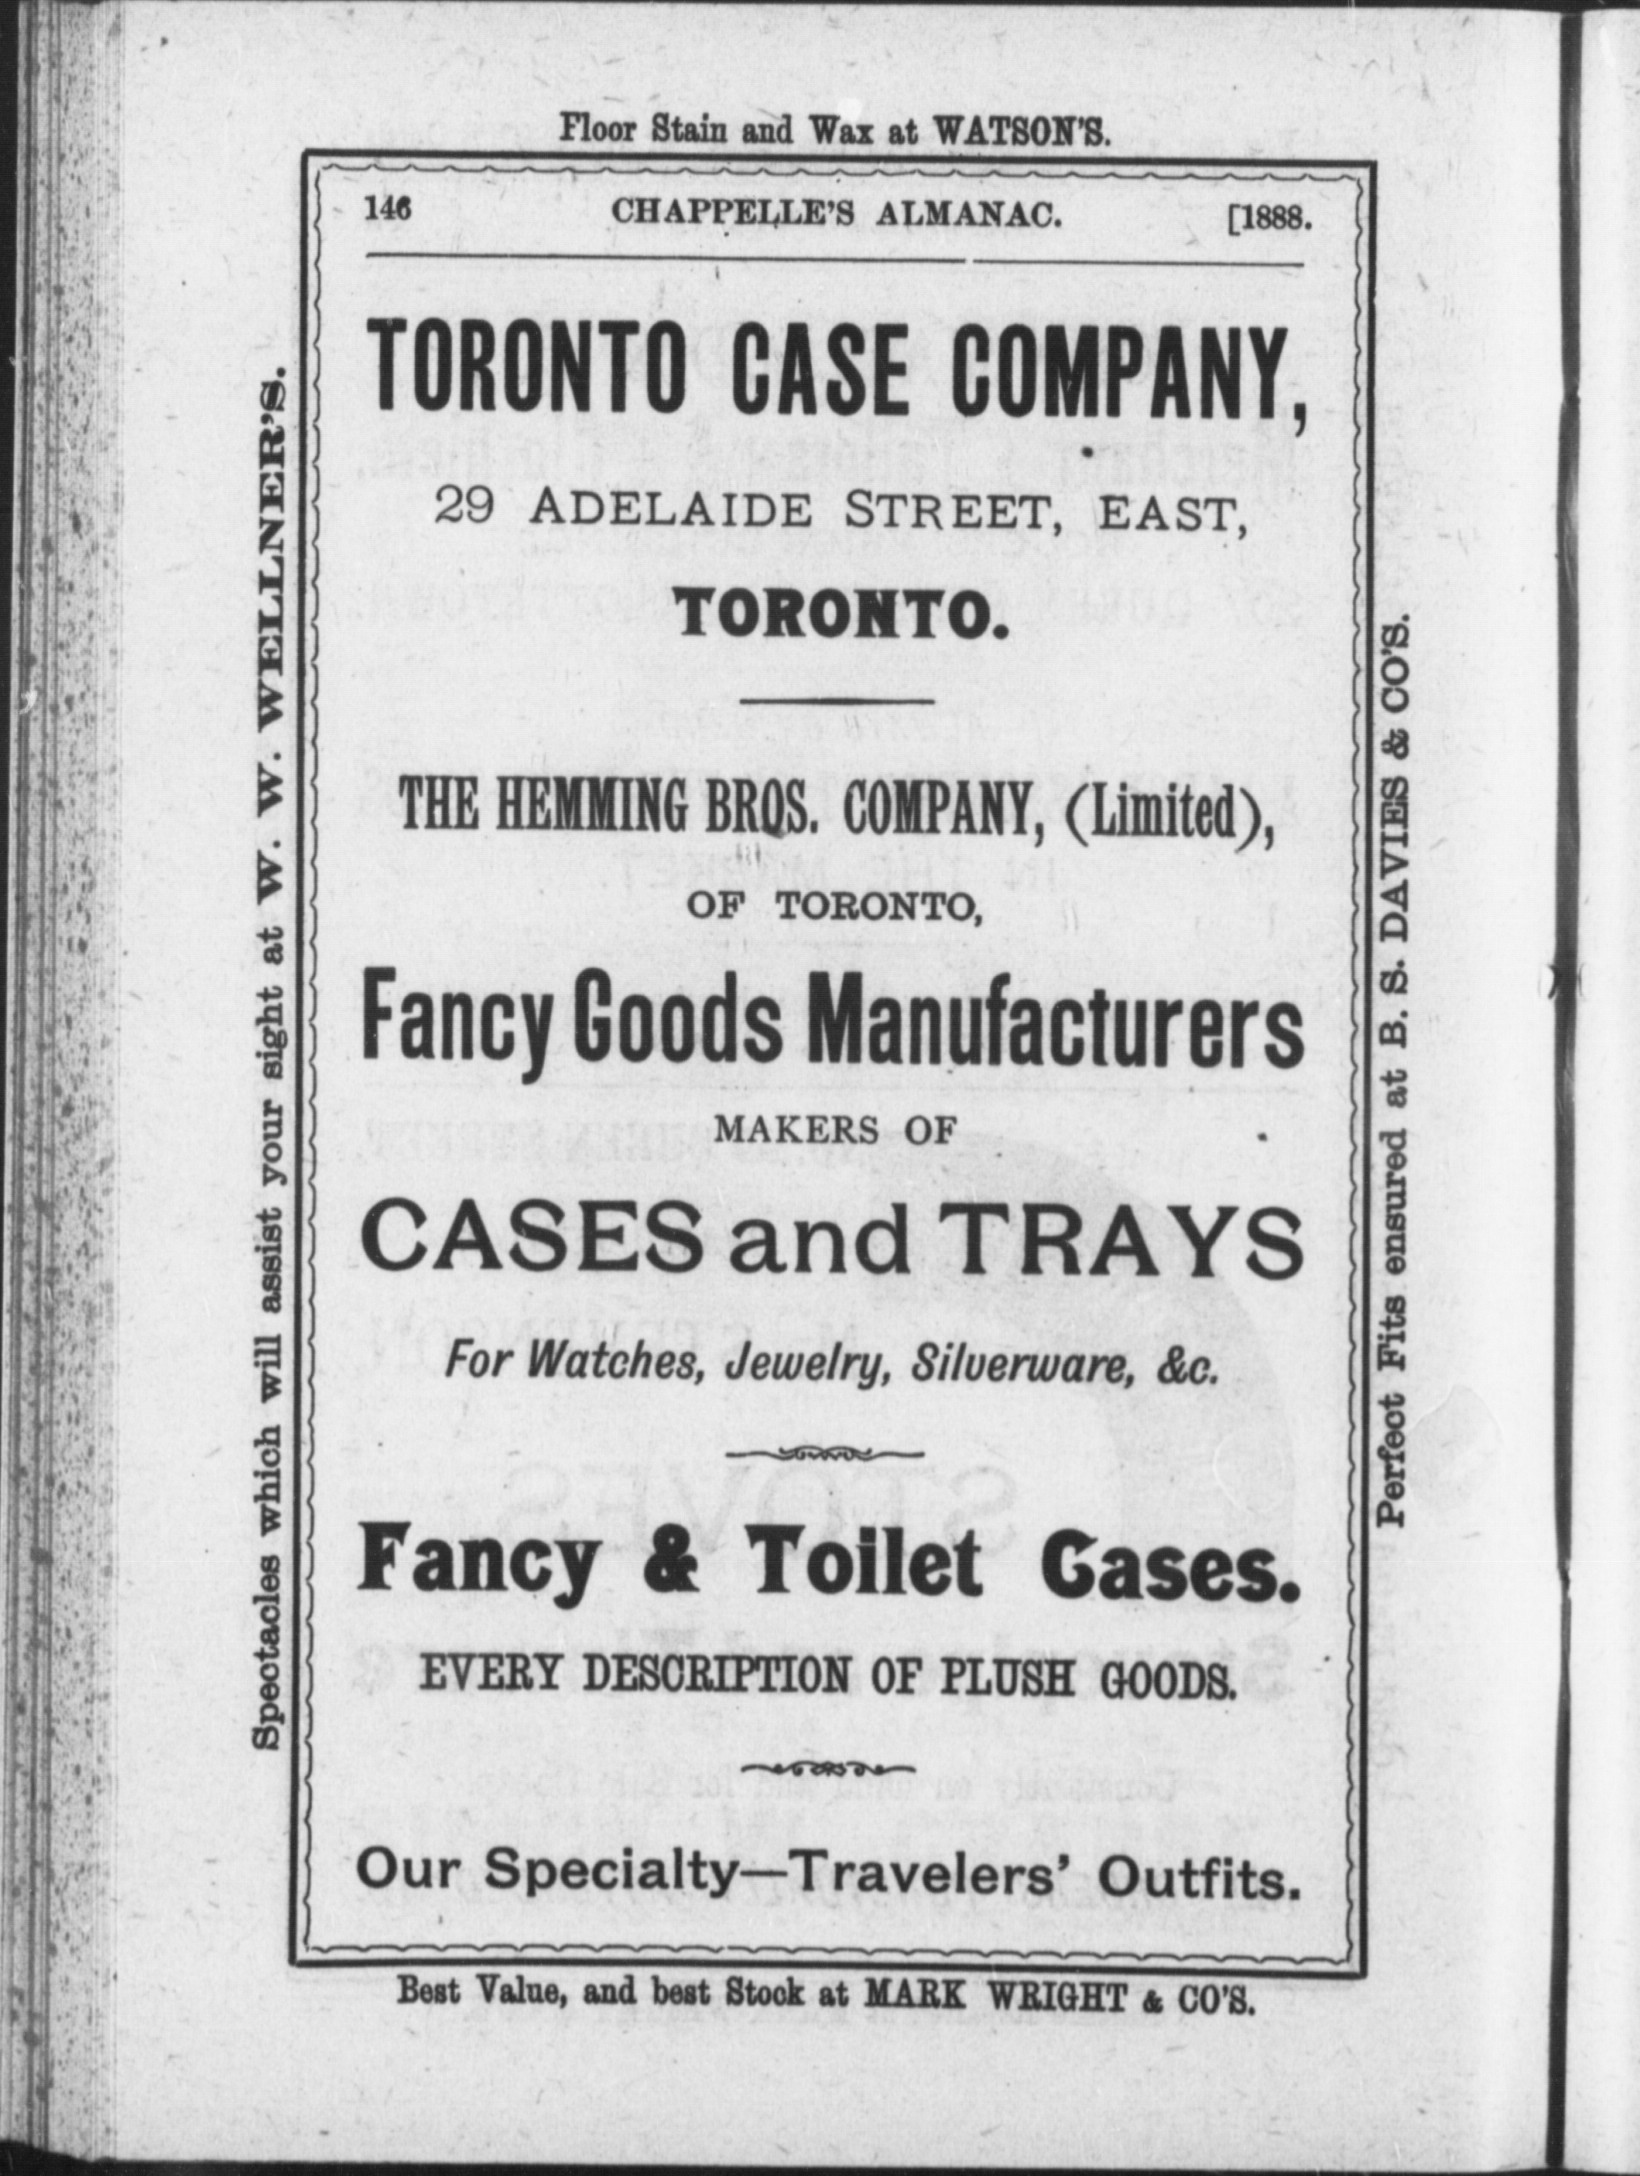 Floor Stain and Wax at WATSON'S.
146 CHAPPELLE'S ALMANAC. [1888.
TORONTO CASE COMPANY,
29 ADELAIDE STREET, EAST,
TORONTO.
THE HEMMING BROS. COMPANY, (Limited),
OF TORONTO,
Fancy Goods Manufacturers
MAKERS OF
CASES and TRAYS
For Watches, Jewelry, Silverware, &c.
Fancy & Toilet Cases.
EVERY DESCRIPTION OF PLUSH GOODS.
Our Specialty—Travelers' Outfits.
Best Value, and best Stock at MARK WRIGHT & CO'S.
Spectacles which will assist your sight at W. W. WELLNER'S.
Perfect Fits ensured at B. S. DAVIES & CO'S.